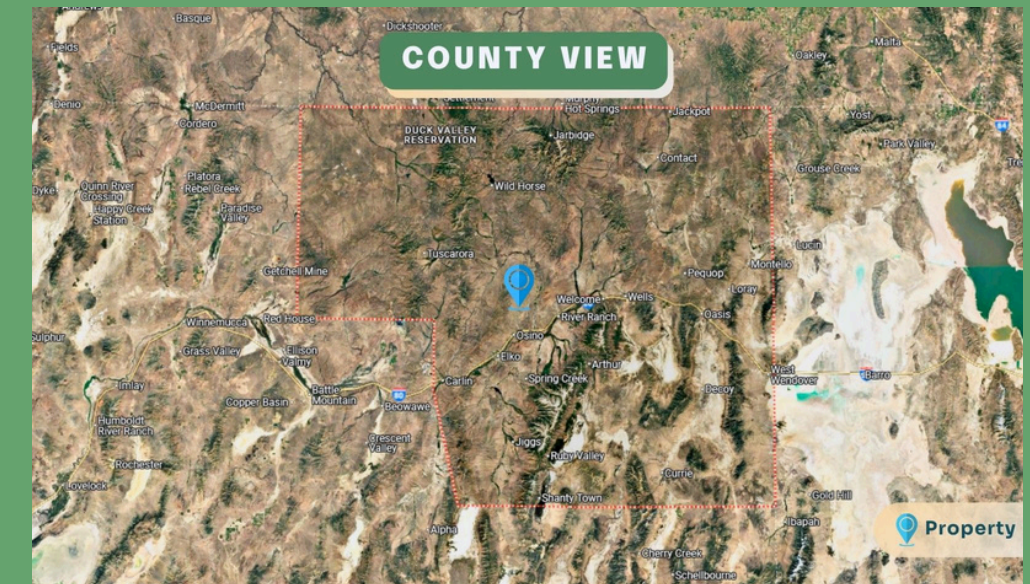 Basque
Dickshooter
Fields
COUNTY VIEW
Malta
Oakley
84
Denio
McDermitt
Cordero
Murphy
Hot Springs
Jackpot
Yost
DUCK VALLEY
RESERVATION
Jarbidge
Park Valley
Contact
Grouse Creek
Platora
Rebel Creek
Quinn River
Crossing
Wild Horse
Happy Creek
Station
Paradise
Valley
Tuscarora
Lucin
Getchell Mine
Montello
Pequop
Loray
Welcome
Wells
River Ranch
Oasis
Red House
Winnemucca
Sulphur
Osino
Grass Valley
Ellison
Valmy
Elko
Arthur
Spring Creek
Carlin
West
Wendover
Barro
Imlay
Battle
Mountain
80
Copper Basin
Beowawe
Decoy
Humboldt
River Ranch
Crescent
Valley
Jiggs
Ruby Valley
Rochester
Currie
Lovelock
Shanty Town
Gold Hill
Alpha
Ibapah
Property
Cherry Creek
Schellbourne